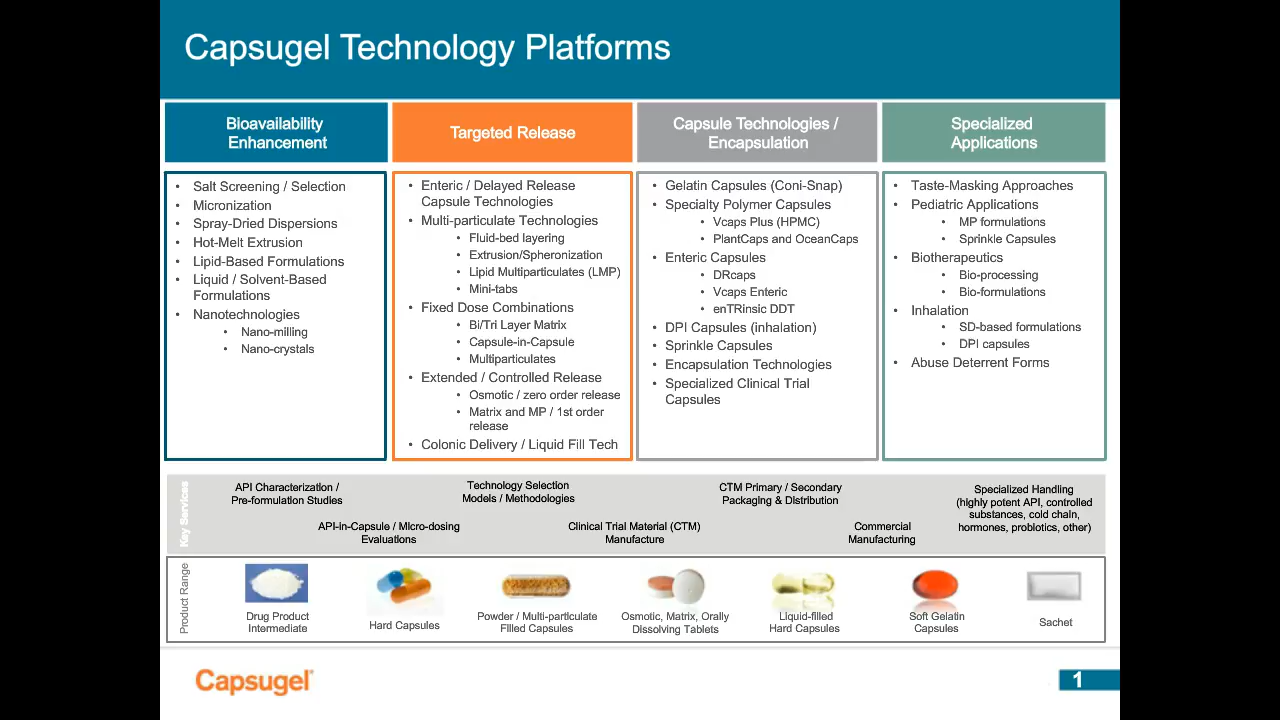 Capsugel Technology Platforms
Bioavailability
Enhancement
Targeted Release
Capsule Technologies /
Encapsulation
Specialized
Applications
• Salt Screening / Selection
• Micronization
• Spray-Dried Dispersions
• Hot-Melt Extrusion
• Lipid-Based Formulations
• Liquid / Solvent-Based
Formulations
• Nanotechnologies
• Nano-milling
• Nano-crystals
• Enteric / Delayed Release
Capsule Technologies
• Multi-particulate Technologies
• Fluid-bed layering
• Extrusion/Spheronization
• Lipid Multiparticulates (LMP)
• Mini-tabs
• Fixed Dose Combinations
• Bi/Tri Layer Matrix
• Capsule-in-Capsule
• Multiparticulates
• Extended / Controlled Release
• Osmotic / zero order release
• Matrix and MP / 1st order
release
• Colonic Delivery / Liquid Fill Tech
• Gelatin Capsules (Coni-Snap)
• Specialty Polymer Capsules
• Vcaps Plus (HPMC)
• PlantCaps and OceanCaps
• Enteric Capsules
• DRcaps
• Vcaps Enteric
• enTRinsic DDT
• DPI Capsules (inhalation)
• Sprinkle Capsules
• Encapsulation Technologies
• Specialized Clinical Trial
Capsules
• Taste-Masking Approaches
• Pediatric Applications
• MP formulations
• Sprinkle Capsules
• Biotherapeutics
• Bio-processing
• Bio-formulations
• Inhalation
• SD-based formulations
• DPI capsules
• Abuse Deterrent Forms
Key Services
API Characterization /
Pre-formulation Studies
API-in-Capsule / Micro-dosing
Evaluations
Technology Selection
Models / Methodologies
Clinical Trial Material (CTM)
Manufacture
CTM Primary / Secondary
Packaging & Distribution
Commercial
Manufacturing
Specialized Handling
(highly potent API, controlled
substances, cold chain,
hormones, probiotics, other)
Product Range
Drug Product
Intermediate
Hard Capsules
Powder / Multi-particulate
Filled Capsules
Osmotic, Matrix, Orally
Dissolving Tablets
Liquid-filled
Hard Capsules
Soft Gelatin
Capsules
Sachet
Capsugel®
1